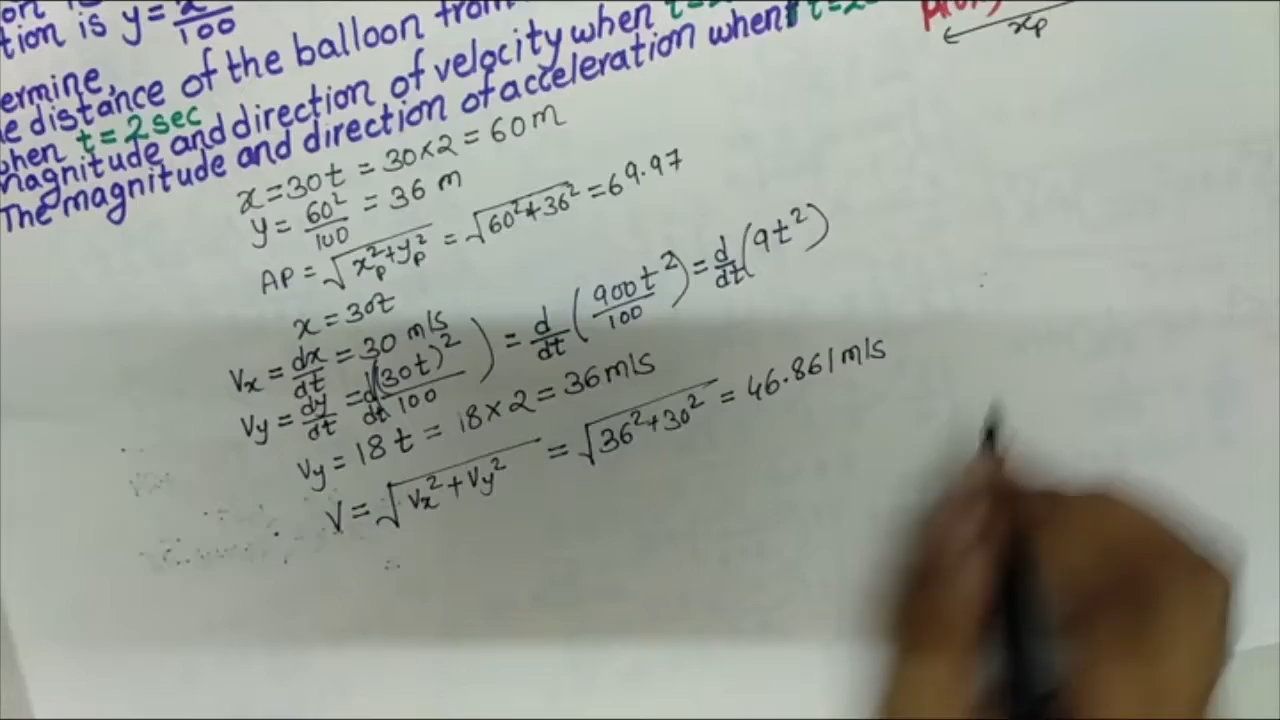 tion is y = x/100
xₚ
ermine,
e distance of the balloon from
when t = 2 sec
magnitude and direction of velocity when t=2
The magnitude and direction of acceleration when t=2
x = 30t = 30×2 = 60 m
y = 60²/100 = 36 m
AP = √(xₚ²+yₚ²) = √(60²+36²) = 69.97
x = 30t
Vx = dx/dt = 30 m/s
Vy = dy/dt = d/dt((30t)²/100) = d/dt(900t²/100) = d/dt(9t²)
Vy = 18t = 18×2 = 36 m/s
V = √(Vx²+Vy²) = √(36²+30²) = 46.861 m/s